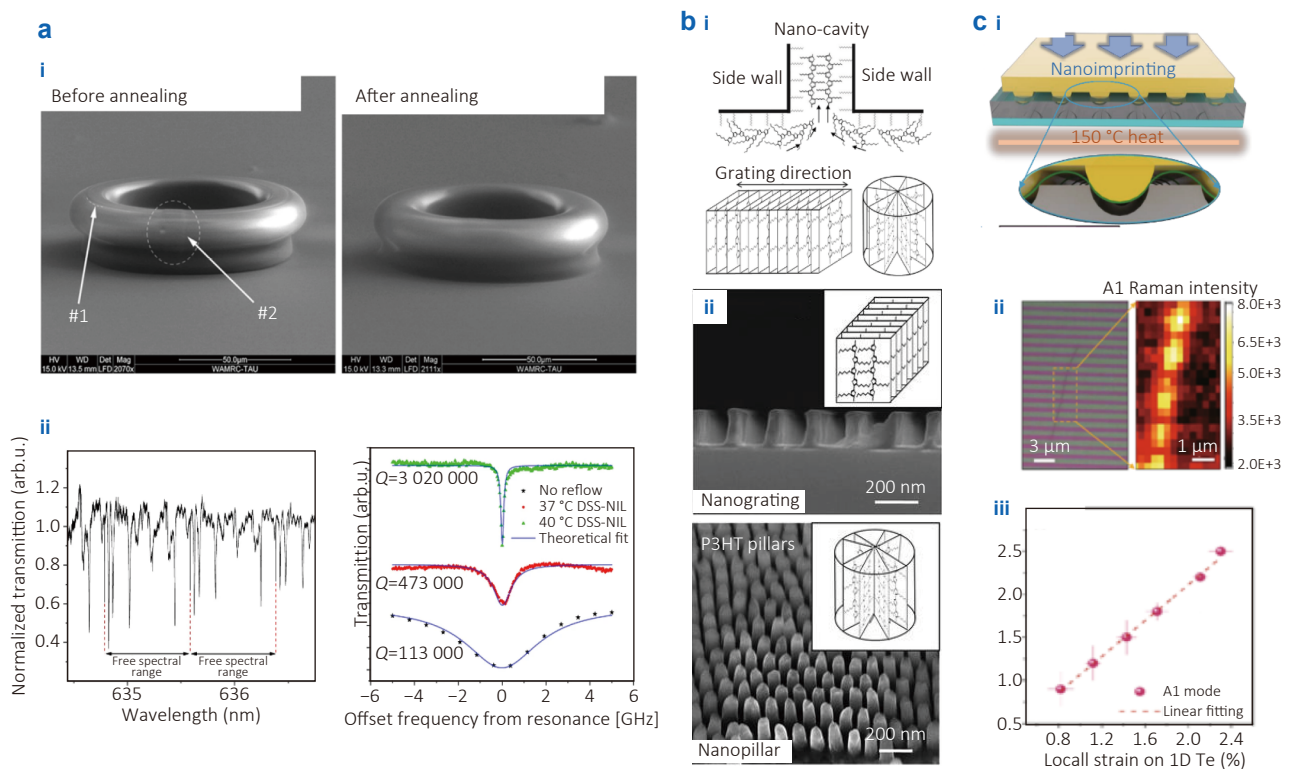 a
i
Before annealing
After annealing
#1
#2
HV WD Det Mag 50.0μm
15.0 kV 13.5 mm LFD 2070x WAMRC-TAU
HV WD Det Mag 50.0μm
15.0 kV 13.3 mm LFD 2111x WAMRC-TAU
ii
Normalized transmittion (arb.u.)
1.2
1.0
0.8
0.6
0.4
Free spectral
range
Free spectral
range
635
636
Wavelength (nm)
Transmittion (arb.u,)
Q=3 020 000
No reflow
37 °C DSS-NIL
40 °C DSS-NIL
Theoretical fit
Q=473 000
Q=113 000
−6
−4
−2
0
2
4
6
Offset frequency from resonance [GHz]
b i
Nano-cavity
Side wall
Side wall
Grating direction
ii
Nanograting
200 nm
P3HT pillars
Nanopillar
200 nm
c i
Nanoimprinting
150 °C heat
ii
A1 Raman intensity
8.0E+3
6.5E+3
5.0E+3
3.5E+3
2.0E+3
3 μm
1 μm
iii
2.5
2.0
1.5
1.0
0.5
A1 mode
Linear fitting
0.8
1.2
1.6
2.0
2.4
Locall strain on 1D Te (%)